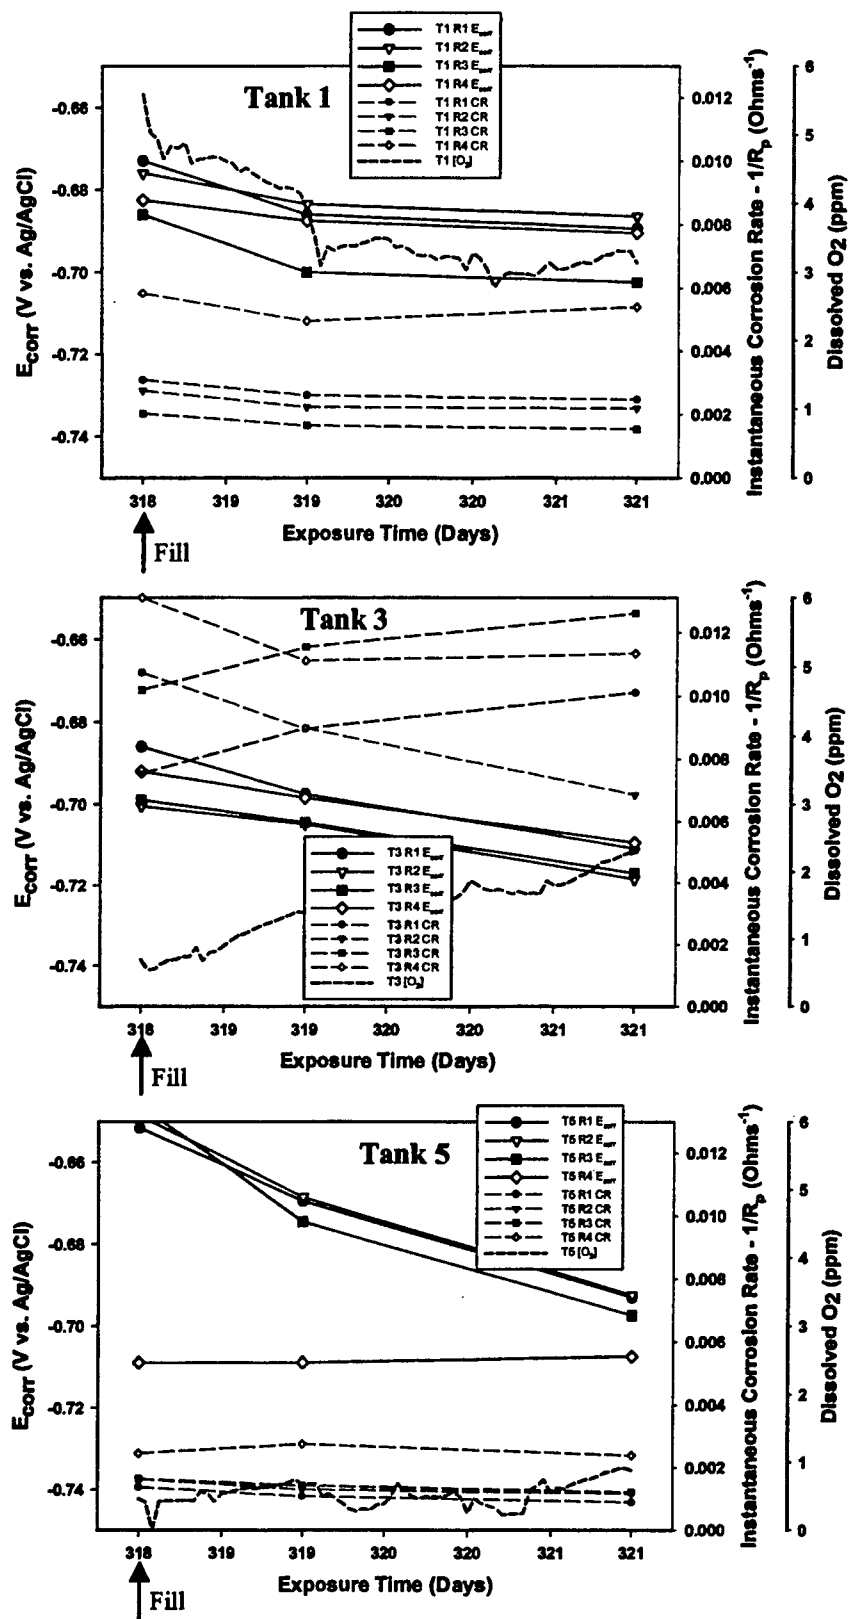 T1 R1 Ecorr
T1 R2 Ecorr
T1 R3 Ecorr
T1 R4 Ecorr
T1 R1 CR
T1 R2 CR
T1 R3 CR
T1 R4 CR
T1 [O2]
Tank 1
-0.66
-0.68
-0.70
-0.72
-0.74
ECORR (V vs. Ag/AgCl)
0.012
0.010
0.008
0.006
0.004
0.002
0.000
Instantaneous Corrosion Rate - 1/Rp (Ohms-1)
6
5
4
3
2
1
0
Dissolved O2 (ppm)
318 319 319 320 320 321 321
Exposure Time (Days)
Fill
Tank 3
-0.66
-0.68
-0.70
-0.72
-0.74
ECORR (V vs. Ag/AgCl)
T3 R1 Ecorr
T3 R2 Ecorr
T3 R3 Ecorr
T3 R4 Ecorr
T3 R1 CR
T3 R2 CR
T3 R3 CR
T3 R4 CR
T3 [O2]
0.012
0.010
0.008
0.006
0.004
0.002
0.000
Instantaneous Corrosion Rate - 1/Rp (Ohms-1)
6
5
4
3
2
1
0
Dissolved O2 (ppm)
318 319 319 320 320 321 321
Exposure Time (Days)
Fill
Tank 5
T5 R1 Ecorr
T5 R2 Ecorr
T5 R3 Ecorr
T5 R4 Ecorr
T5 R1 CR
T5 R2 CR
T5 R3 CR
T5 R4 CR
T5 [O2]
-0.66
-0.68
-0.70
-0.72
-0.74
ECORR (V vs. Ag/AgCl)
0.012
0.010
0.008
0.006
0.004
0.002
0.000
Instantaneous Corrosion Rate - 1/Rp (Ohms-1)
6
5
4
3
2
1
0
Dissolved O2 (ppm)
318 319 319 320 320 321 321
Exposure Time (Days)
Fill